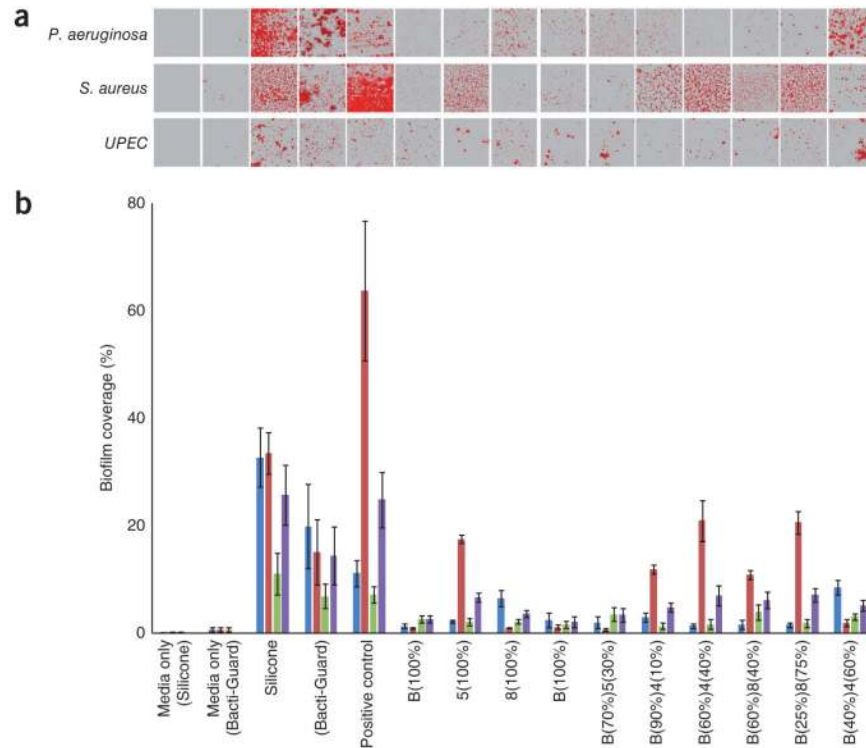 a
P. aeruginosa
S. aureus
UPEC
b
80
60
40
20
0
Biofilm coverage (%)
Media only
(Silicone)
Media only
(Bacti-Guard)
Silicone
(Bacti-Guard)
Positive control
B(100%)
5(100%)
8(100%)
B(100%)
B(70%)5(30%)
B(90%)4(10%)
B(60%)4(40%)
B(60%)8(40%)
B(25%)8(75%)
B(40%)4(60%)